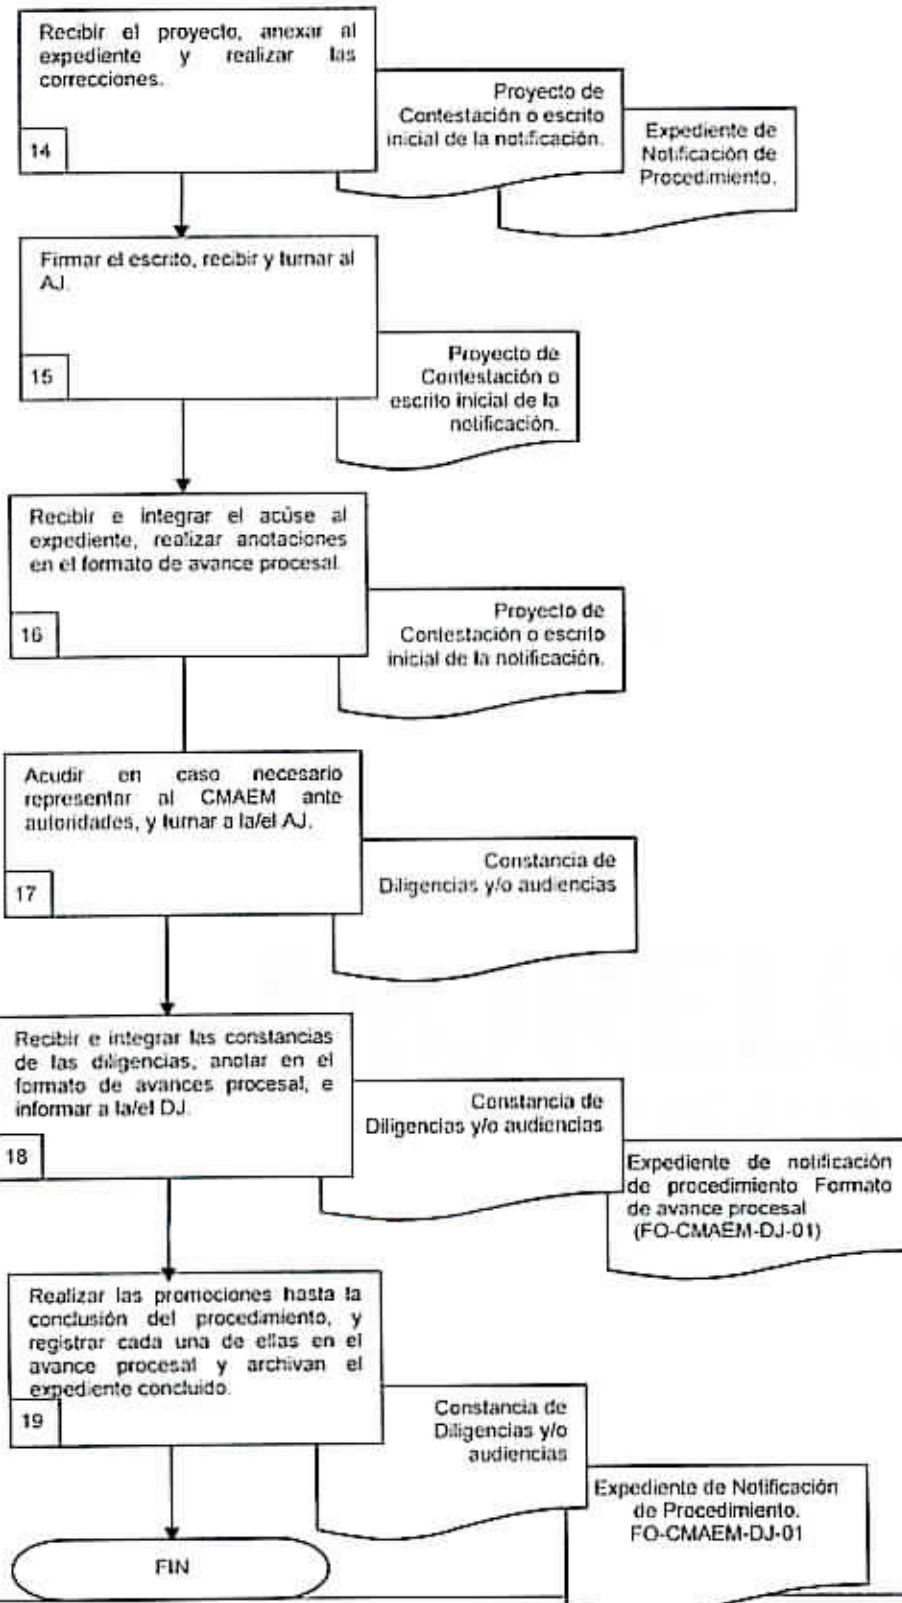 Recibir el proyecto, anexar al
expediente y realizar las
correcciones.
14
Proyecto de
Contestación o escrito
inicial de la notificación.
Expediente de
Notificación de
Procedimiento.
Firmar el escrito, recibir y turnar al
AJ.
15
Proyecto de
Contestación o
escrito inicial de la
notificación.
Recibir e integrar el acúse al
expediente, realizar anotaciones
en el formato de avance procesal.
16
Proyecto de
Contestación o escrito
inicial de la notificación.
Acudir en caso necesario
representar al CMAEM ante
autoridades, y turnar a la/el AJ.
17
Constancia de
Diligencias y/o audiencias
Recibir e integrar las constancias
de las diligencias, anotar en el
formato de avances procesal, e
informar a la/el DJ.
18
Constancia de
Diligencias y/o audiencias
Expediente de notificación
de procedimiento Formato
de avance procesal
(FO-CMAEM-DJ-01)
Realizar las promociones hasta la
conclusión del procedimiento, y
registrar cada una de ellas en el
avance procesal y archivan el
expediente concluido.
19
Constancia de
Diligencias y/o
audiencias
Expediente de Notificación
de Procedimiento.
FO-CMAEM-DJ-01
FIN